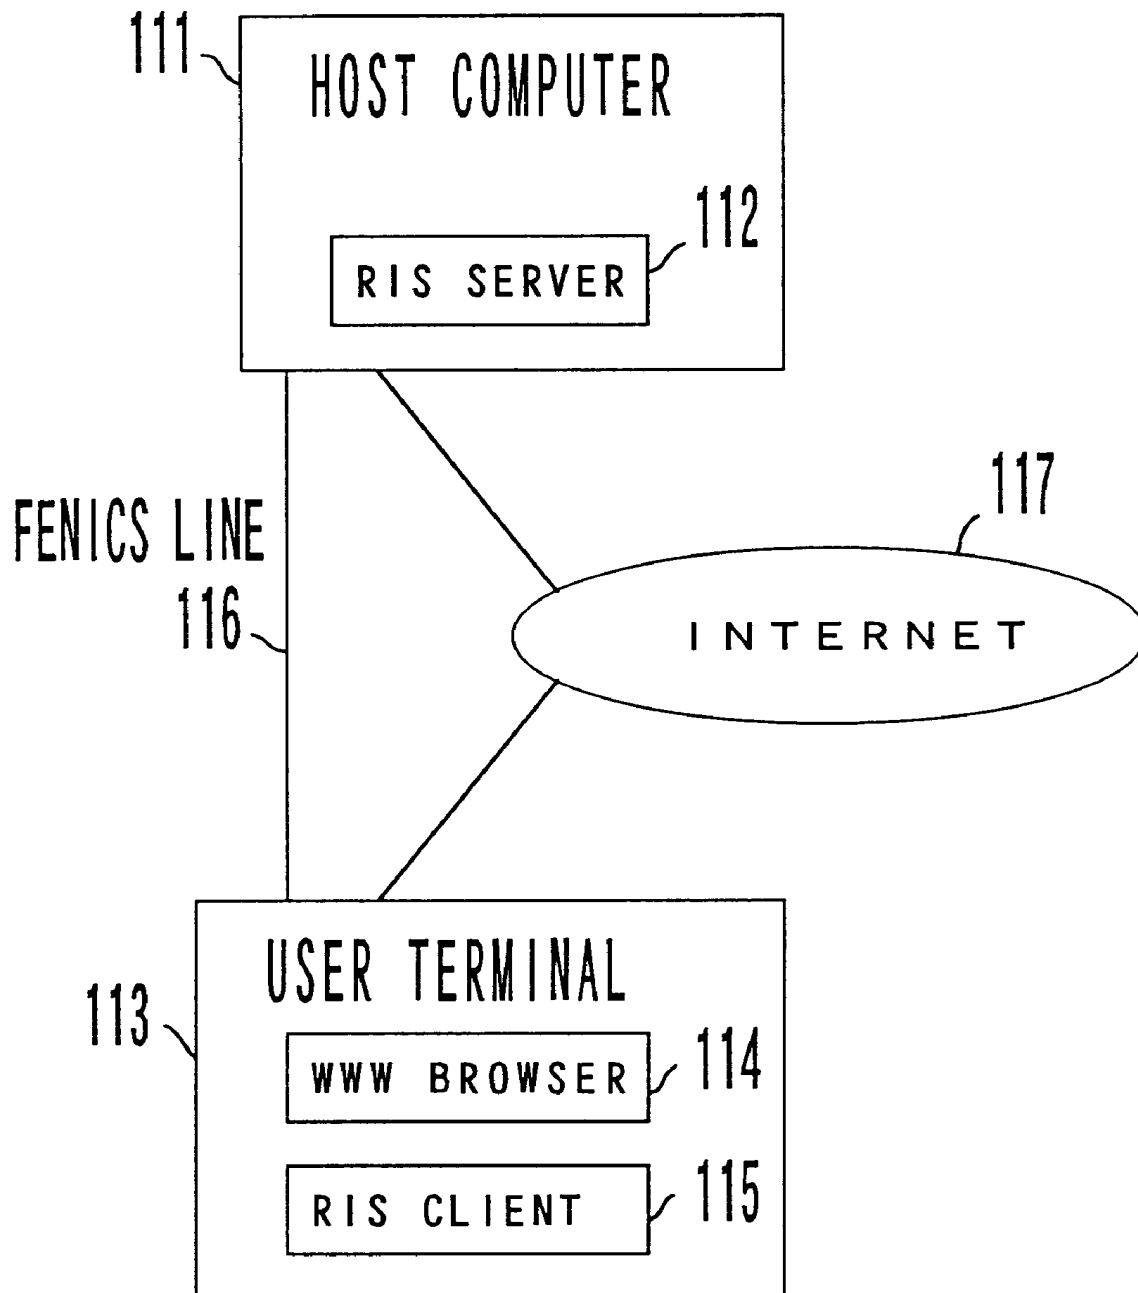 111
HOST COMPUTER
112
RIS SERVER
117
FENICS LINE
116
INTERNET
USER TERMINAL
113
WWW BROWSER
114
RIS CLIENT
115